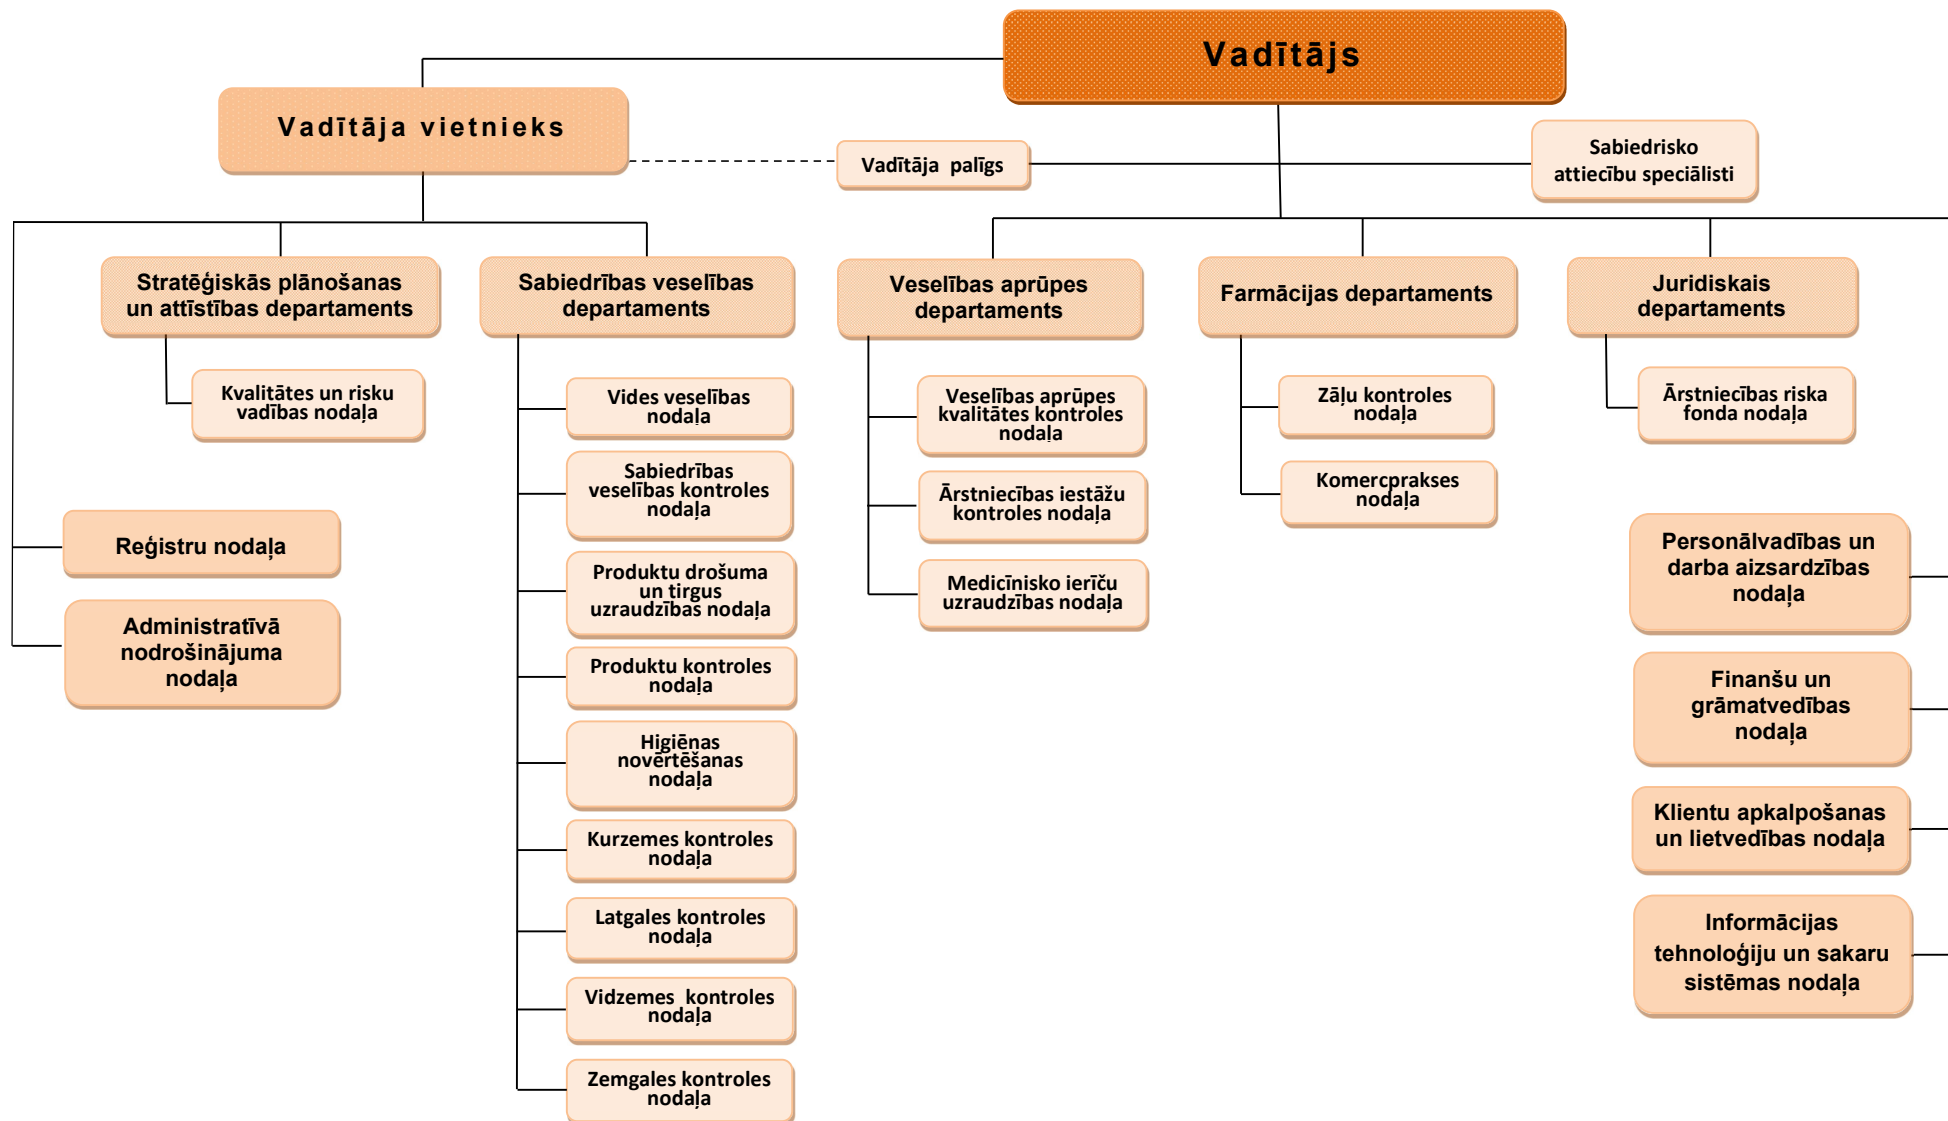 Vadītājs
Vadītāja vietnieks
Vadītāja palīgs
Sabiedrisko
attiecību speciālisti
Stratēģiskās plānošanas
un attīstības departaments
Sabiedrības veselības
departaments
Veselības aprūpes
departaments
Farmācijas departaments
Juridiskais
departaments
Kvalitātes un risku
vadības nodaļa
Reģistru nodaļa
Administratīvā
nodrošinājuma
nodaļa
Vides veselības
nodaļa
Sabiedrības
veselības kontroles
nodaļa
Produktu drošuma
un tirgus
uzraudzības nodaļa
Produktu kontroles
nodaļa
Higiēnas
novērtēšanas
nodaļa
Kurzemes kontroles
nodaļa
Latgales kontroles
nodaļa
Vidzemes kontroles
nodaļa
Zemgales kontroles
nodaļa
Veselības aprūpes
kvalitātes kontroles
nodaļa
Ārstniecības iestāžu
kontroles nodaļa
Medicīnisko ierīču
uzraudzības nodaļa
Zāļu kontroles
nodaļa
Komercprakses
nodaļa
Ārstniecības riska
fonda nodaļa
Personālvadības un
darba aizsardzības
nodaļa
Finanšu un
grāmatvedības
nodaļa
Klientu apkalpošanas
un lietvedības nodaļa
Informācijas
tehnoloģiju un sakaru
sistēmas nodaļa